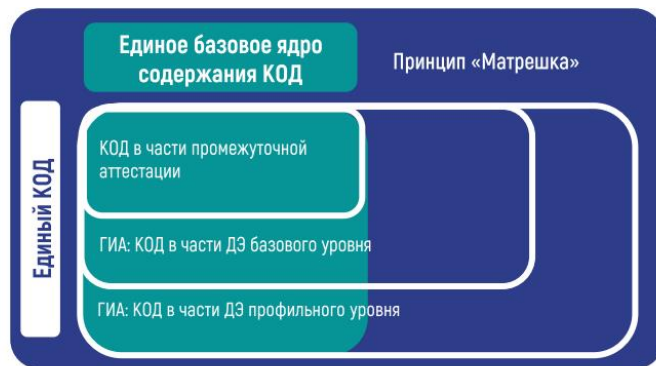 Единое базовое ядро
содержания КОД
Принцип «Матрешка»
Единый КОД
КОД в части промежуточной
аттестации
ГИА: КОД в части ДЭ базового уровня
ГИА: КОД в части ДЭ профильного уровня